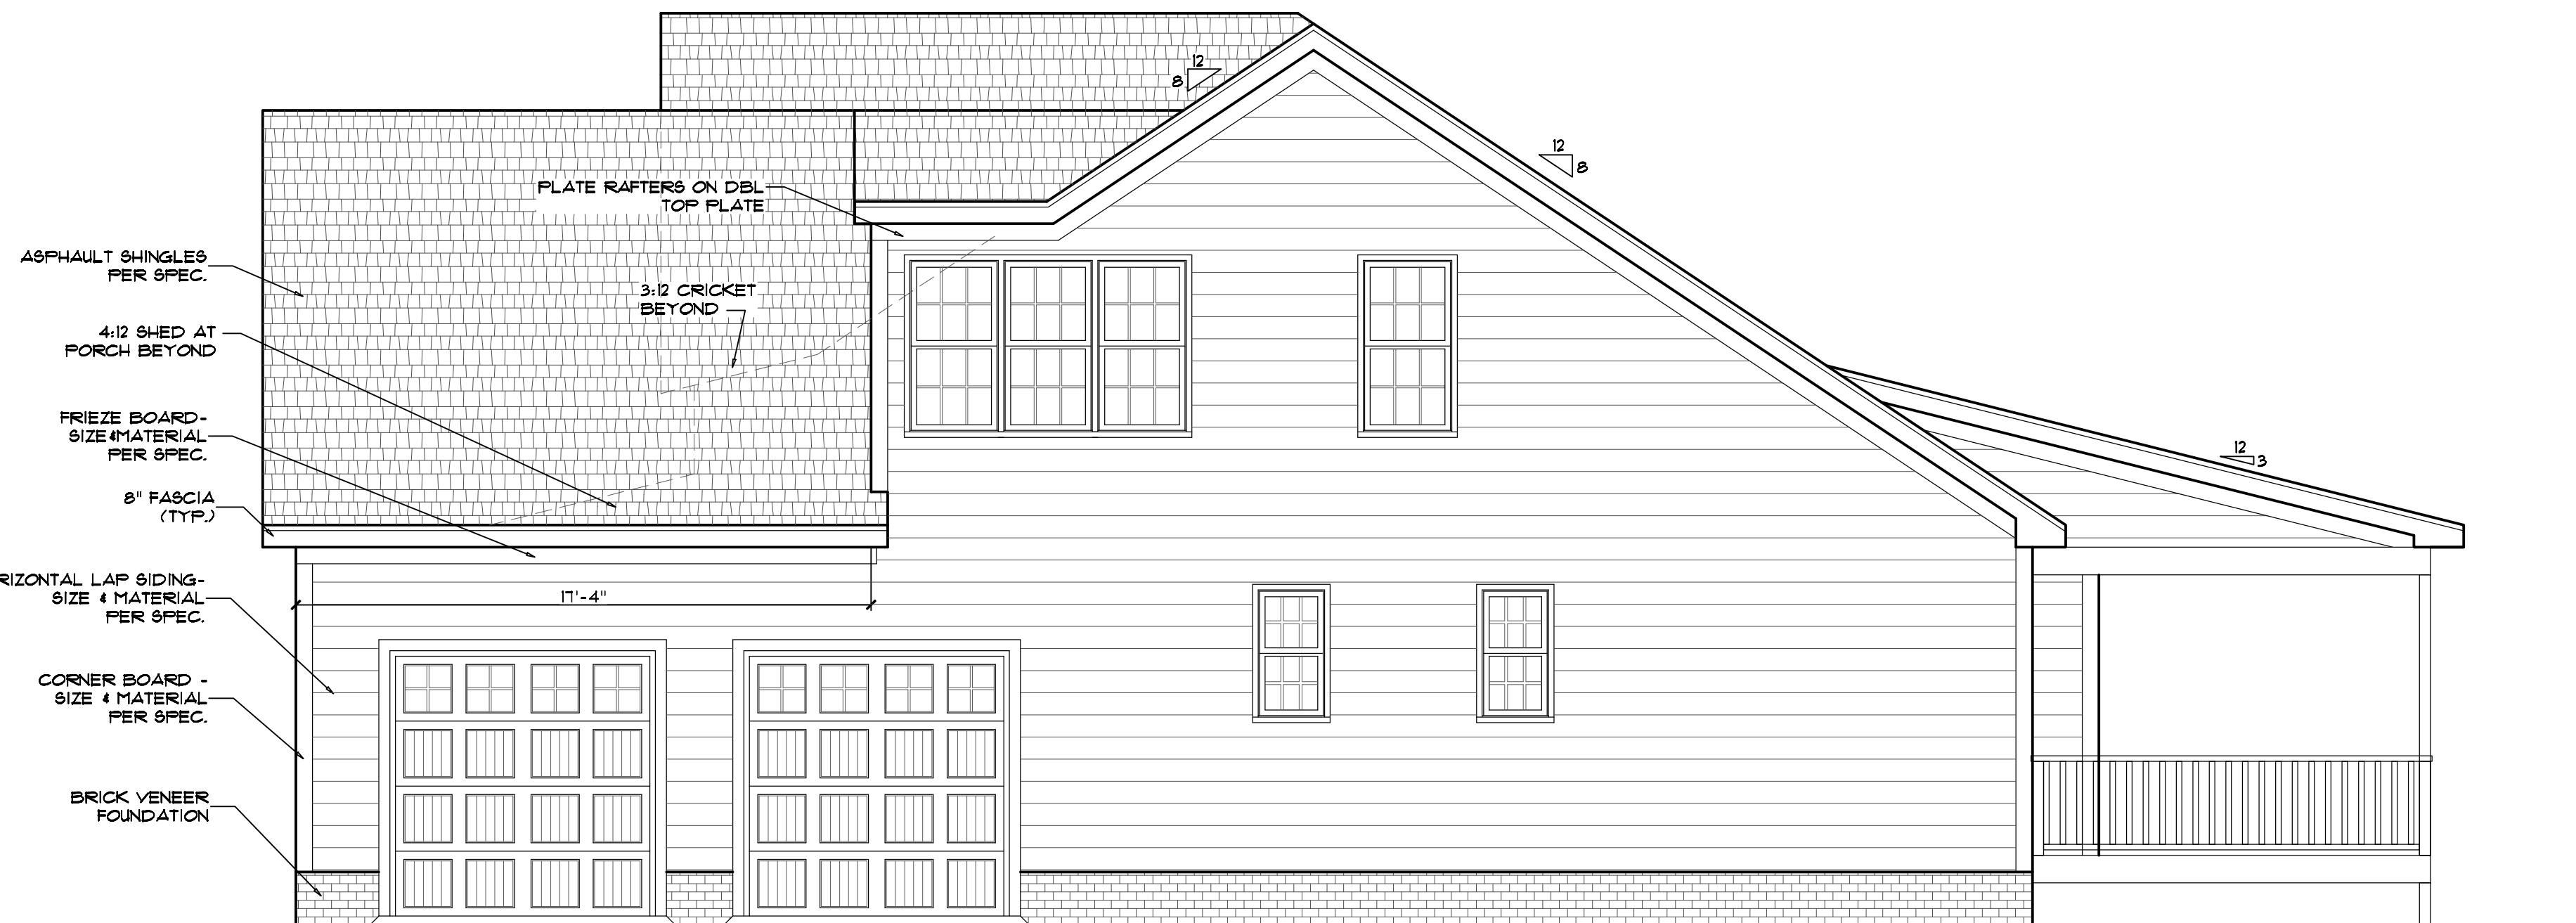 12
8
12
8
PLATE RAFTERS ON DBL
TOP PLATE
ASPHAULT SHINGLES
PER SPEC.
3:12 CRICKET
BEYOND
4:12 SHED AT
PORCH BEYOND
FRIEZE BOARD-
SIZE&MATERIAL
PER SPEC.
12
3
8" FASCIA
(TYP.)
RIZONTAL LAP SIDING-
SIZE & MATERIAL
PER SPEC.
17'-4"
CORNER BOARD -
SIZE & MATERIAL
PER SPEC.
BRICK VENEER
FOUNDATION